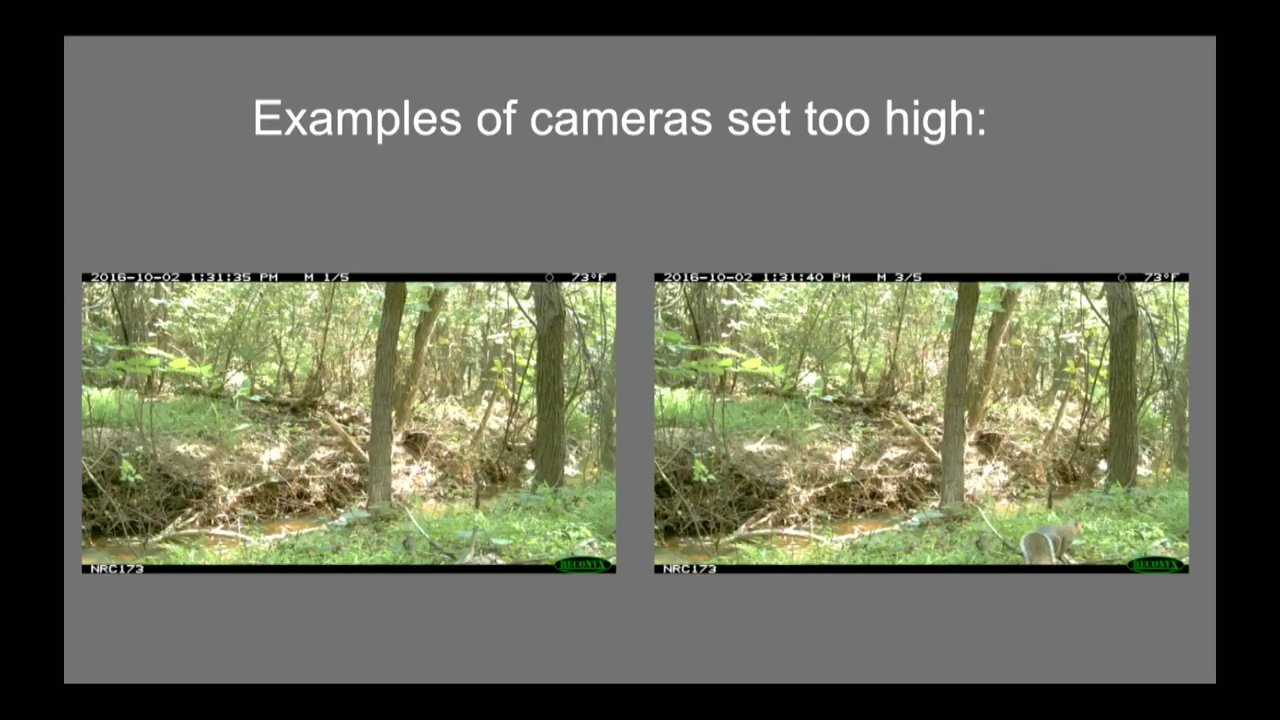 Examples of cameras set too high:
2016-10-02 1:31:35 PM M 1/5 73°F
2016-10-02 1:31:40 PM M 3/5 73°F
NRC173 RECONYX
NRC173 RECONYX